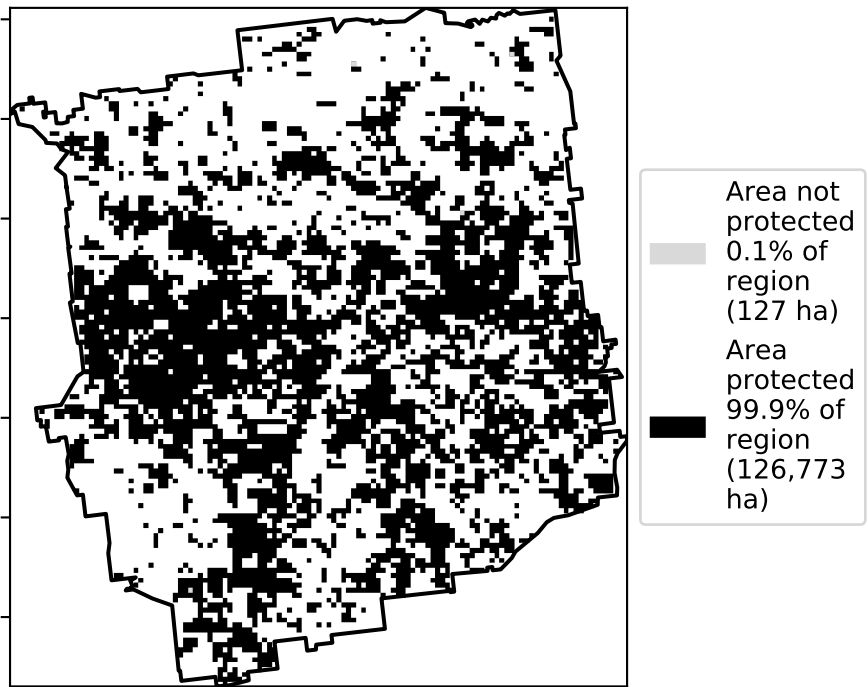 Area not
protected
0.1% of
region
(127 ha)
Area
protected
99.9% of
region
(126,773
ha)